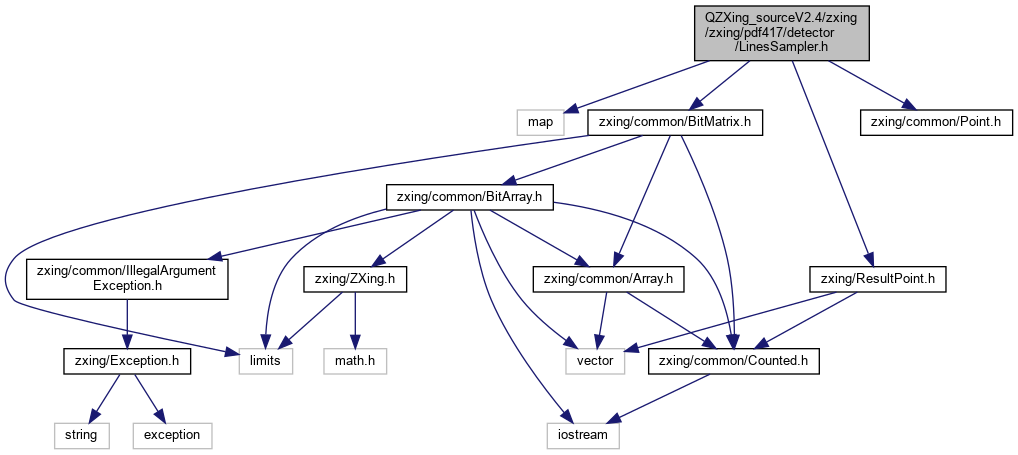 QZXing_sourceV2.4/zxing
/zxing/pdf417/detector
/LinesSampler.h
map
zxing/common/BitMatrix.h
zxing/common/Point.h
zxing/common/BitArray.h
zxing/common/IllegalArgument
Exception.h
zxing/ZXing.h
zxing/common/Array.h
zxing/ResultPoint.h
zxing/Exception.h
limits
math.h
vector
zxing/common/Counted.h
string
exception
iostream